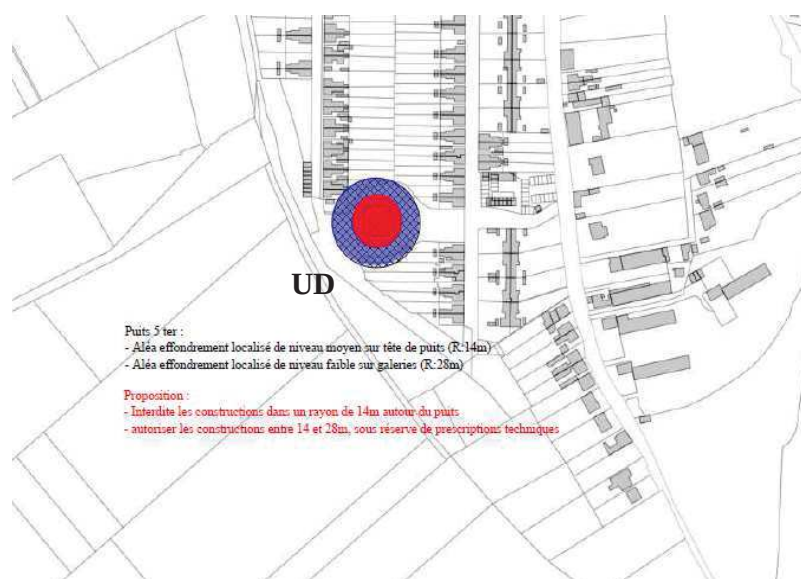 UD
Puits 5 ter :
- Aléa effondrement localisé de niveau moyen sur tête de puits (R:14m)
- Aléa effondrement localisé de niveau faible sur galeries (R:28m)
Proposition :
- Interdite les constructions dans un rayon de 14m autour du puits
- autoriser les constructions entre 14 et 28m, sous réserve de prescriptions techniques